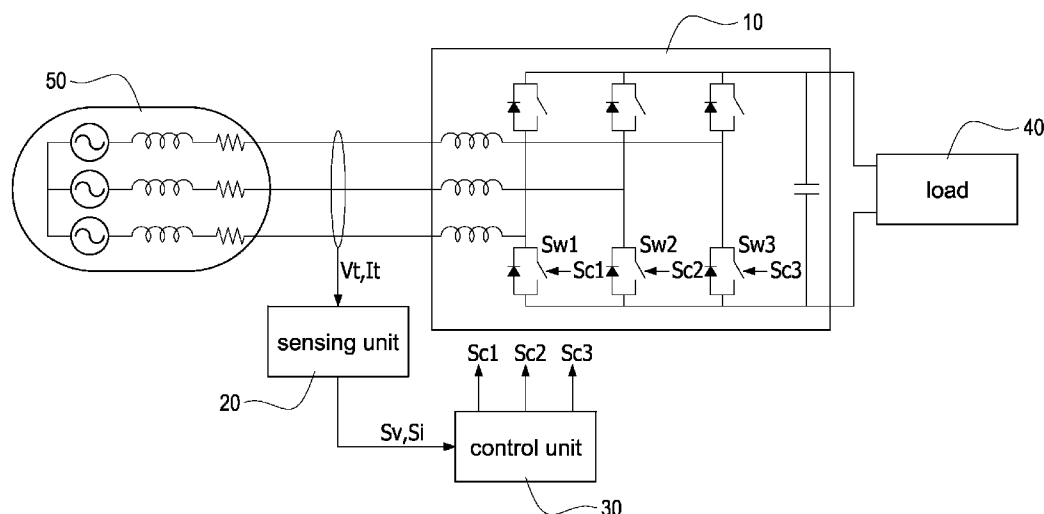 10
50
40
load
Sw1 Sw2 Sw3
Sc1 Sc2 Sc3
Vt,It
sensing unit
Sc1 Sc2 Sc3
20
Sv,Si
control unit
30